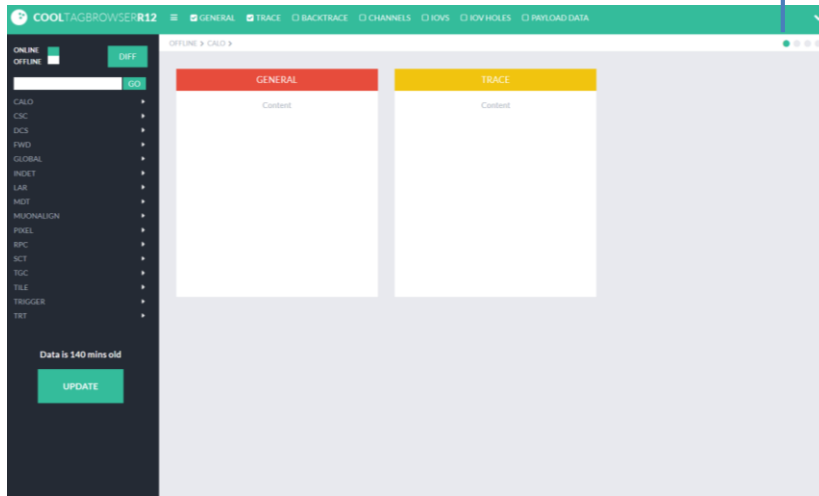 COOLTAGBROWSERR12 GENERAL TRACE BACKTRACE CHANNELS IOVS IOV HOLES PAYLOAD DATA
OFFLINE > CALO >
ONLINE
OFFLINE
DIFF
GO
CALO
CSC
DCS
FWD
GLOBAL
INDET
LAR
MDT
MUONALIGN
PIXEL
RPC
SCT
TGC
TILE
TRIGGER
TRT
Data is 140 mins old
UPDATE
GENERAL
Content
TRACE
Content